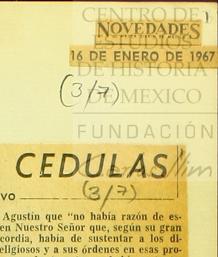 CENTRO DE
NOVEDADES
ESTUDIOS
16 DE ENERO DE 1967
DE HISTORIA
(3/7)
DE MEXICO
FUNDACIÓN
CEDULAS
(3/7)
VO
Agustín que "no había razón de es-
en Nuestro Señor que, según su gran
cordia, había de sustentar a los di-
eligiosos y a sus órdenes en esas pro-